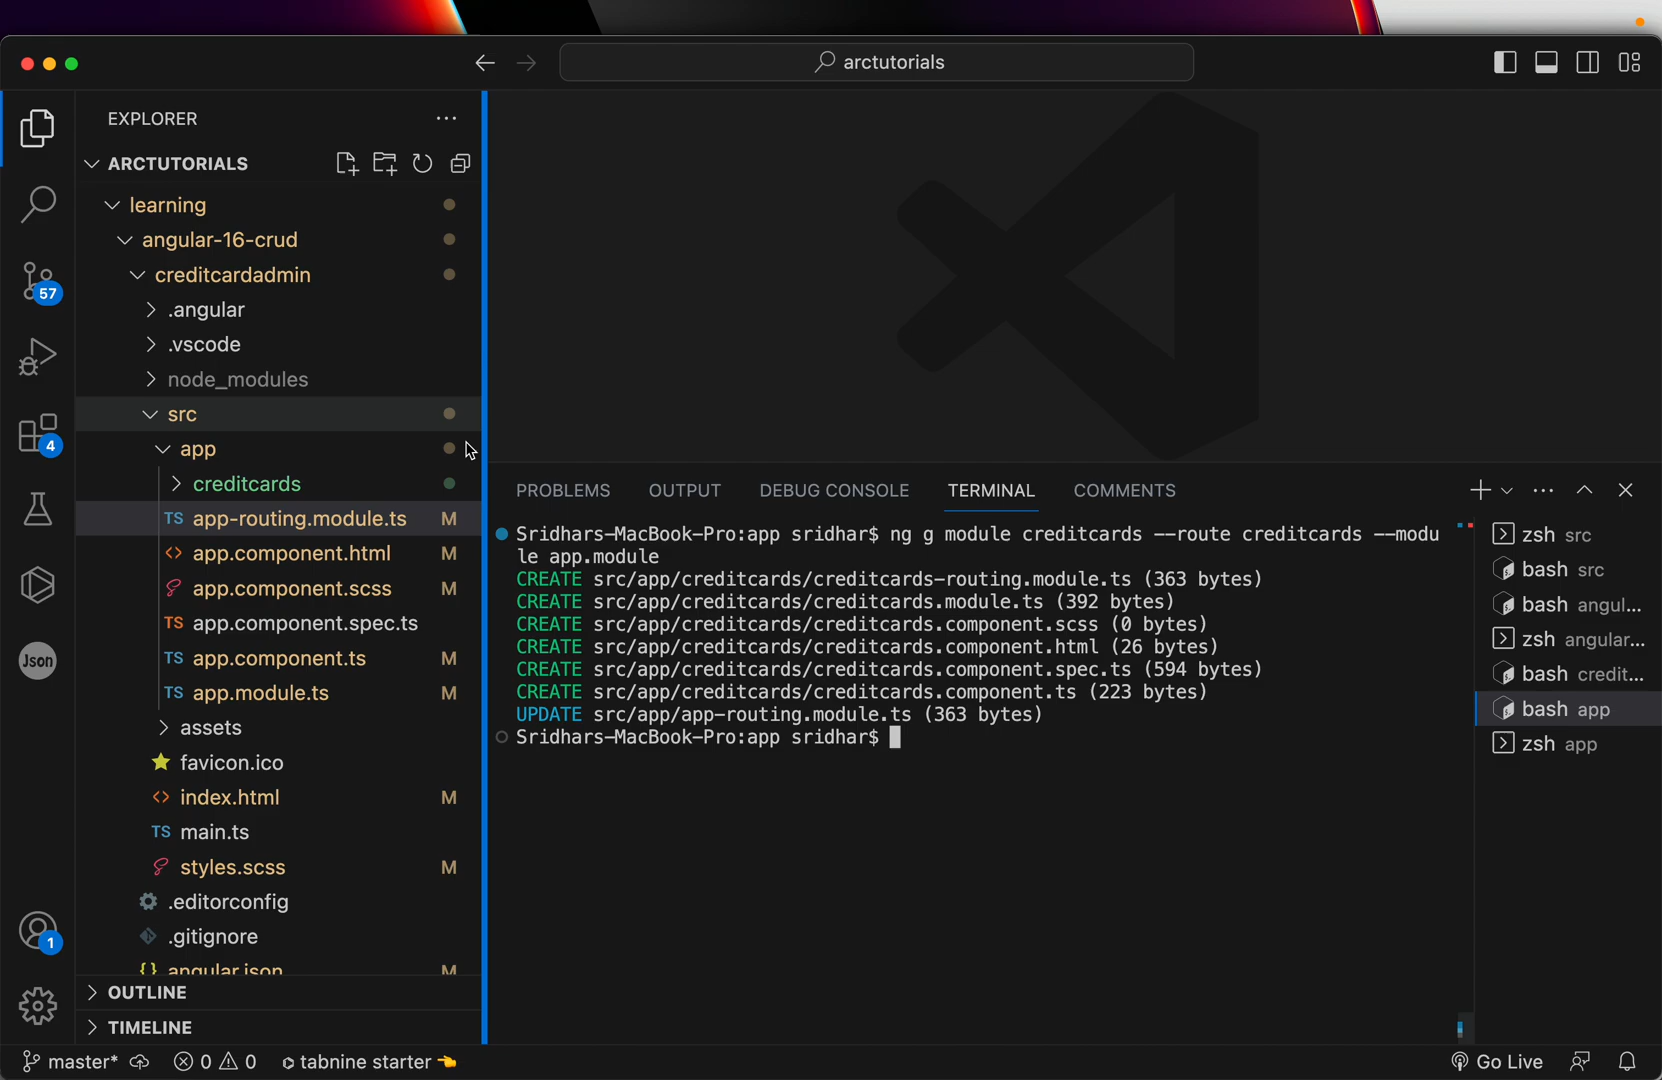 arctutorials
EXPLORER
ARCTUTORIALS
learning
angular-16-crud
creditcardadmin
.angular
.vscode
node_modules
src
app
creditcards
TS app-routing.module.ts M
<> app.component.html M
app.component.scss M
TS app.component.spec.ts
TS app.component.ts M
TS app.module.ts M
assets
favicon.ico
<> index.html M
TS main.ts
styles.scss M
.editorconfig
.gitignore
{} angular.json M
OUTLINE
TIMELINE
57
4
Json
1
PROBLEMS OUTPUT DEBUG CONSOLE TERMINAL COMMENTS
Sridhars-MacBook-Pro:app sridhar$ ng g module creditcards --route creditcards --modu
le app.module
CREATE src/app/creditcards/creditcards-routing.module.ts (363 bytes)
CREATE src/app/creditcards/creditcards.module.ts (392 bytes)
CREATE src/app/creditcards/creditcards.component.scss (0 bytes)
CREATE src/app/creditcards/creditcards.component.html (26 bytes)
CREATE src/app/creditcards/creditcards.component.spec.ts (594 bytes)
CREATE src/app/creditcards/creditcards.component.ts (223 bytes)
UPDATE src/app/app-routing.module.ts (363 bytes)
Sridhars-MacBook-Pro:app sridhar$
zsh src
bash src
bash angul...
zsh angular...
bash credit...
bash app
zsh app
master* 0 0 tabnine starter
Go Live